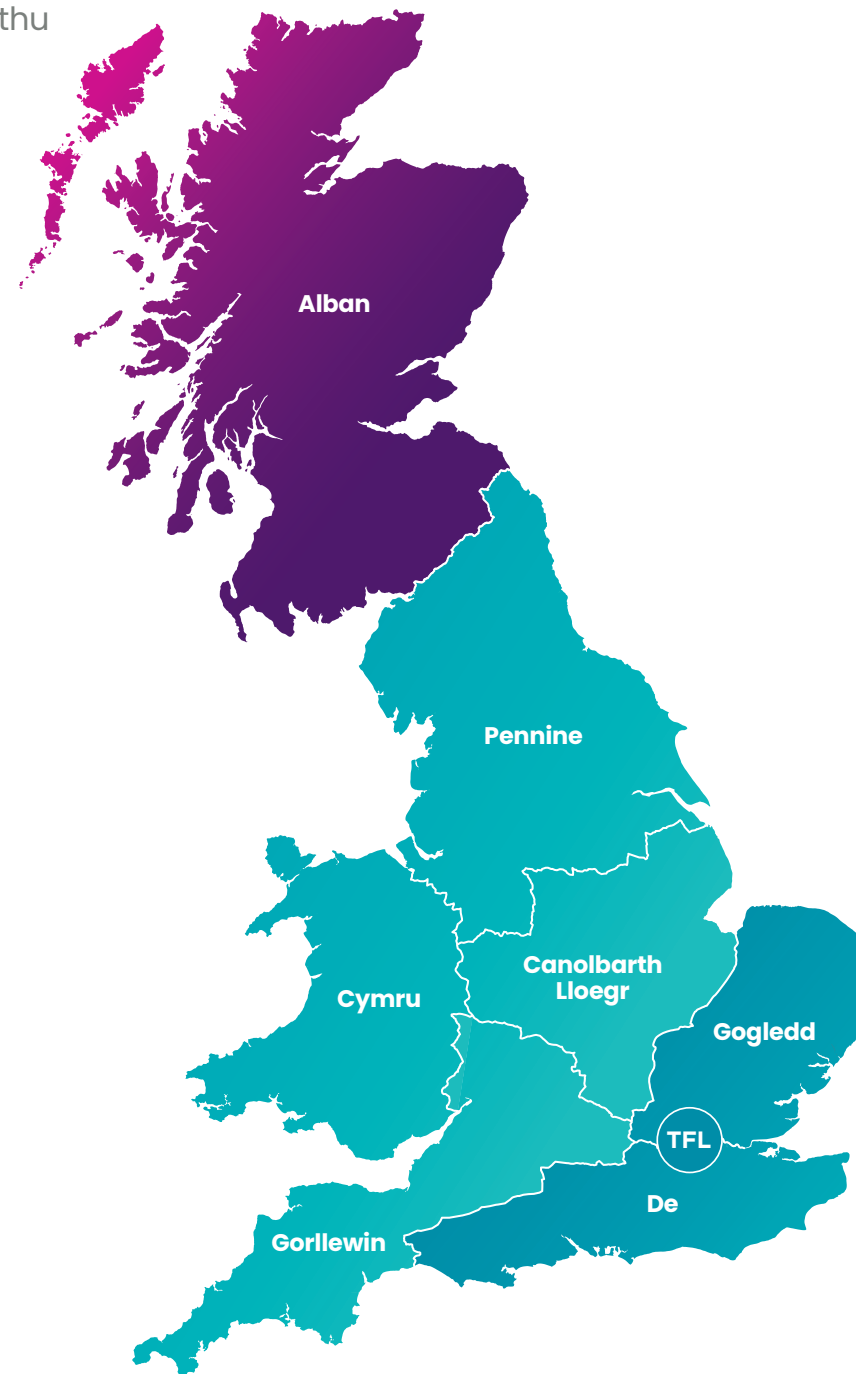 thu
Alban
Pennine
Canolbarth
Lloegr
Cymru
Gogledd
TFL
De
Gorllewin